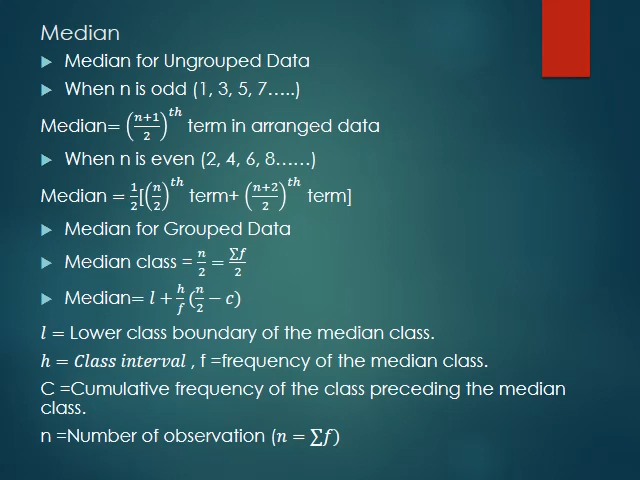 Median
Median for Ungrouped Data
When n is odd (1, 3, 5, 7…..)
Median= ((n+1)/2)^th term in arranged data
When n is even (2, 4, 6, 8……)
Median = 1/2[(n/2)^th term+ ((n+2)/2)^th term]
Median for Grouped Data
Median class = n/2 = Σf/2
Median= l + h/f (n/2 − c)
l = Lower class boundary of the median class.
h = Class interval , f =frequency of the median class.
C =Cumulative frequency of the class preceding the median
class.
n =Number of observation (n = Σf)